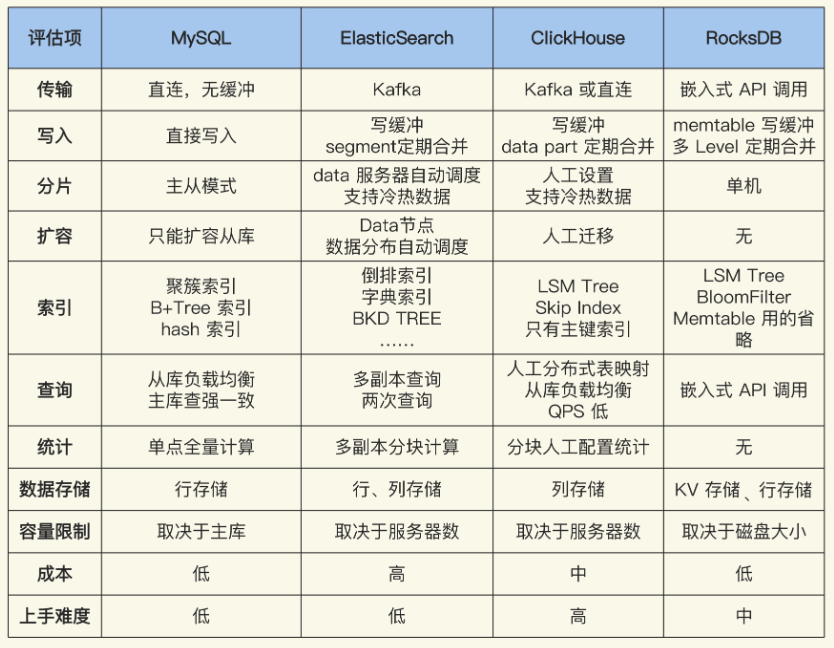 评估项 MySQL ElasticSearch ClickHouse RocksDB
传输 直连，无缓冲 Kafka Kafka 或直连 嵌入式 API 调用
写入 直接写入 写缓冲 segment定期合并 写缓冲 data part 定期合并 memtable 写缓冲 多 Level 定期合并
分片 主从模式 data 服务器自动调度 支持冷热数据 人工设置 支持冷热数据 单机
扩容 只能扩容从库 Data节点 数据分布自动调度 人工迁移 无
索引 聚簇索引 B+Tree 索引 hash 索引 倒排索引 字典索引 BKD TREE …… LSM Tree Skip Index 只有主键索引 LSM Tree BloomFilter Memtable 用的省略
查询 从库负载均衡 主库查强一致 多副本查询 两次查询 人工分布式表映射 从库负载均衡 QPS 低 嵌入式 API 调用
统计 单点全量计算 多副本分块计算 分块人工配置统计 无
数据存储 行存储 行、列存储 列存储 KV 存储、行存储
容量限制 取决于主库 取决于服务器数 取决于服务器数 取决于磁盘大小
成本 低 高 中 低
上手难度 低 低 高 中